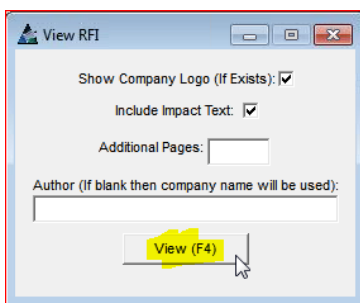 View RFI
Show Company Logo (If Exists):
Include Impact Text:
Additional Pages:
Author (If blank then company name will be used):
View (F4)